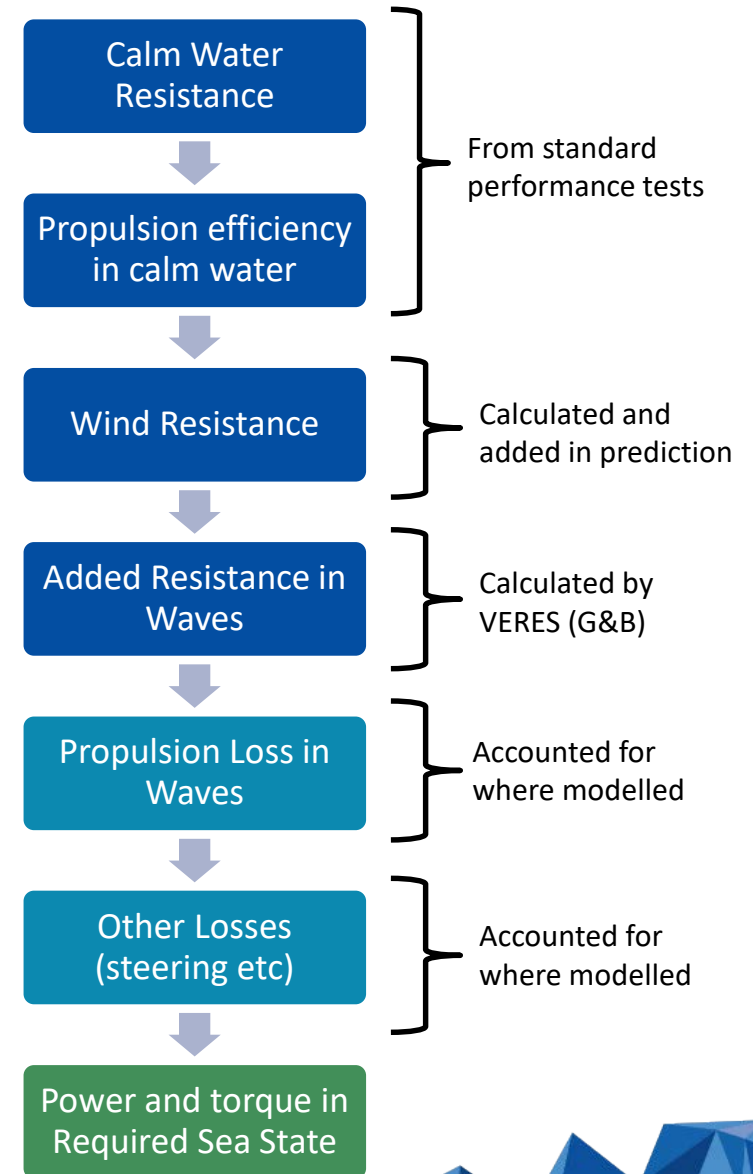 Calm Water
Resistance
From standard
performance tests
Propulsion efficiency
in calm water
Wind Resistance
Calculated and
added in prediction
Added Resistance in
Waves
Calculated by
VERES (G&B)
Propulsion Loss in
Waves
Accounted for
where modelled
Other Losses
(steering etc)
Accounted for
where modelled
Power and torque in
Required Sea State